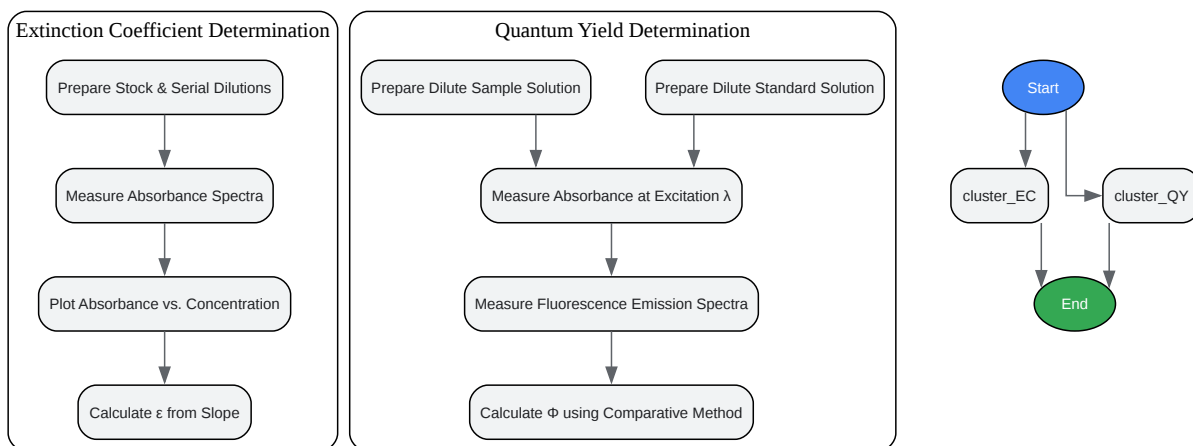 Extinction Coefficient Determination
Prepare Stock & Serial Dilutions
Measure Absorbance Spectra
Plot Absorbance vs. Concentration
Calculate ε from Slope
Quantum Yield Determination
Prepare Dilute Sample Solution
Prepare Dilute Standard Solution
Measure Absorbance at Excitation λ
Measure Fluorescence Emission Spectra
Calculate Φ using Comparative Method
Start
cluster_EC
cluster_QY
End